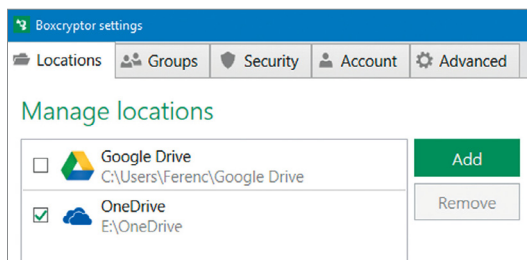 Boxcryptor settings
Locations Groups Security Account Advanced
Manage locations
Google Drive
C:\Users\Ferenc\Google Drive
Add
OneDrive
E:\OneDrive
Remove